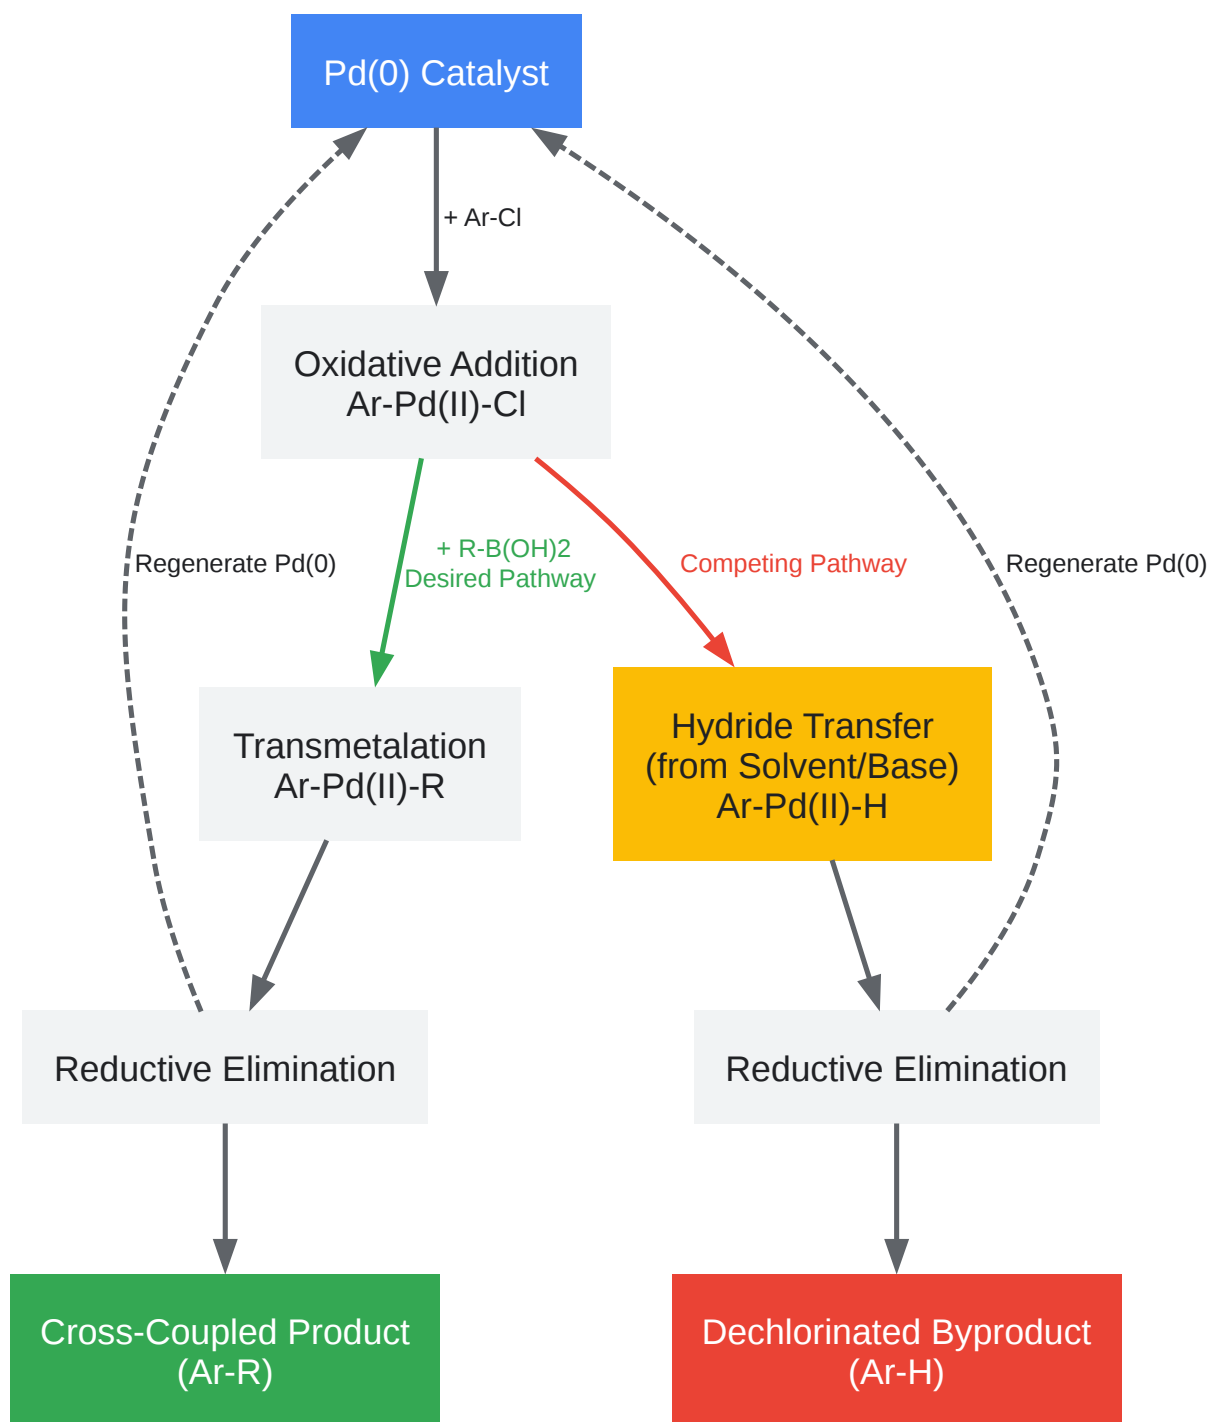 Pd(0) Catalyst
+ Ar-Cl
Oxidative Addition
Ar-Pd(II)-Cl
Regenerate Pd(0)
+ R-B(OH)2
Desired Pathway
Competing Pathway
Regenerate Pd(0)
Transmetalation
Ar-Pd(II)-R
Hydride Transfer
(from Solvent/Base)
Ar-Pd(II)-H
Reductive Elimination
Reductive Elimination
Cross-Coupled Product
(Ar-R)
Dechlorinated Byproduct
(Ar-H)